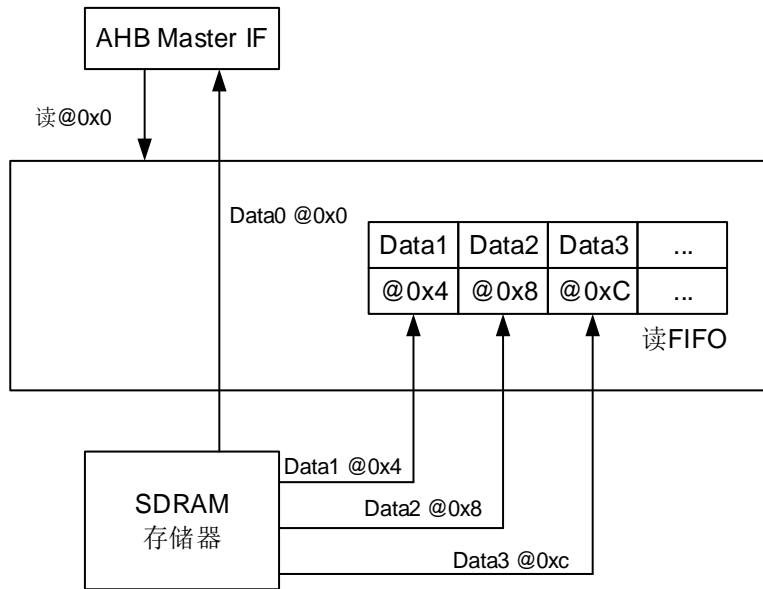 AHB Master IF
读@0x0
Data0 @0x0
Data1 Data2 Data3 ...
@0x4 @0x8 @0xC ...
读FIFO
Data1 @0x4
SDRAM
存储器
Data2 @0x8
Data3 @0xc